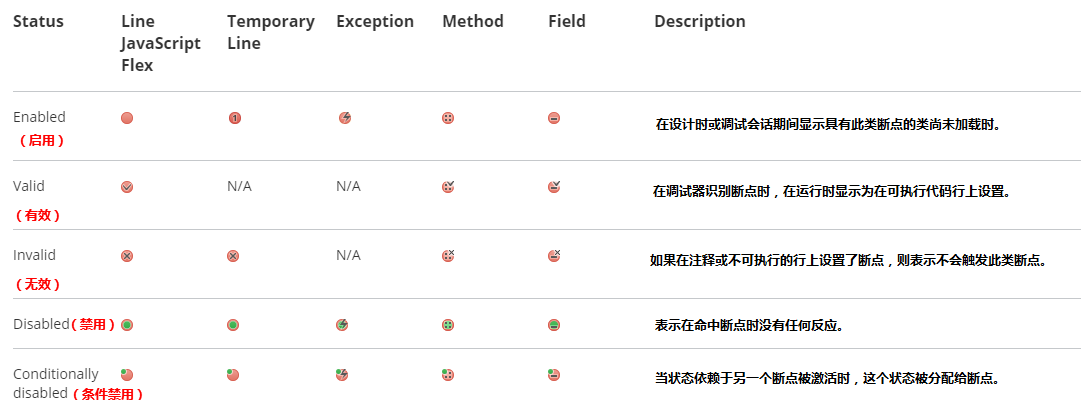 Status
Line JavaScript Flex
Temporary Line
Exception
Method
Field
Description
Enabled
（启用）
在设计时或调试会话期间显示具有此类断点的类尚未加载时。
Valid
N/A
N/A
（有效）
在调试器识别断点时，在运行时显示为在可执行代码行上设置。
Invalid
N/A
（无效）
如果在注释或不可执行的行上设置了断点，则表示不会触发此类断点。
Disabled（禁用）
表示在命中断点时没有任何反应。
Conditionally
disabled（条件禁用）
当状态依赖于另一个断点被激活时，这个状态被分配给断点。